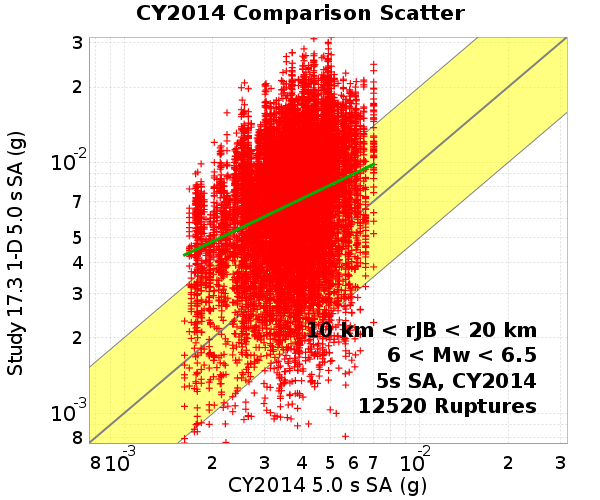 CY2014 Comparison Scatter
Study 17.3 1-D 5.0 s SA (g)
3
2
10-2
7
5
4
3
2
10-3
8
10 km < rJB < 20 km
6 < Mw < 6.5
5s SA, CY2014
12520 Ruptures
8 10-3 2 3 4 5 6 7 10-2 2 3
CY2014 5.0 s SA (g)